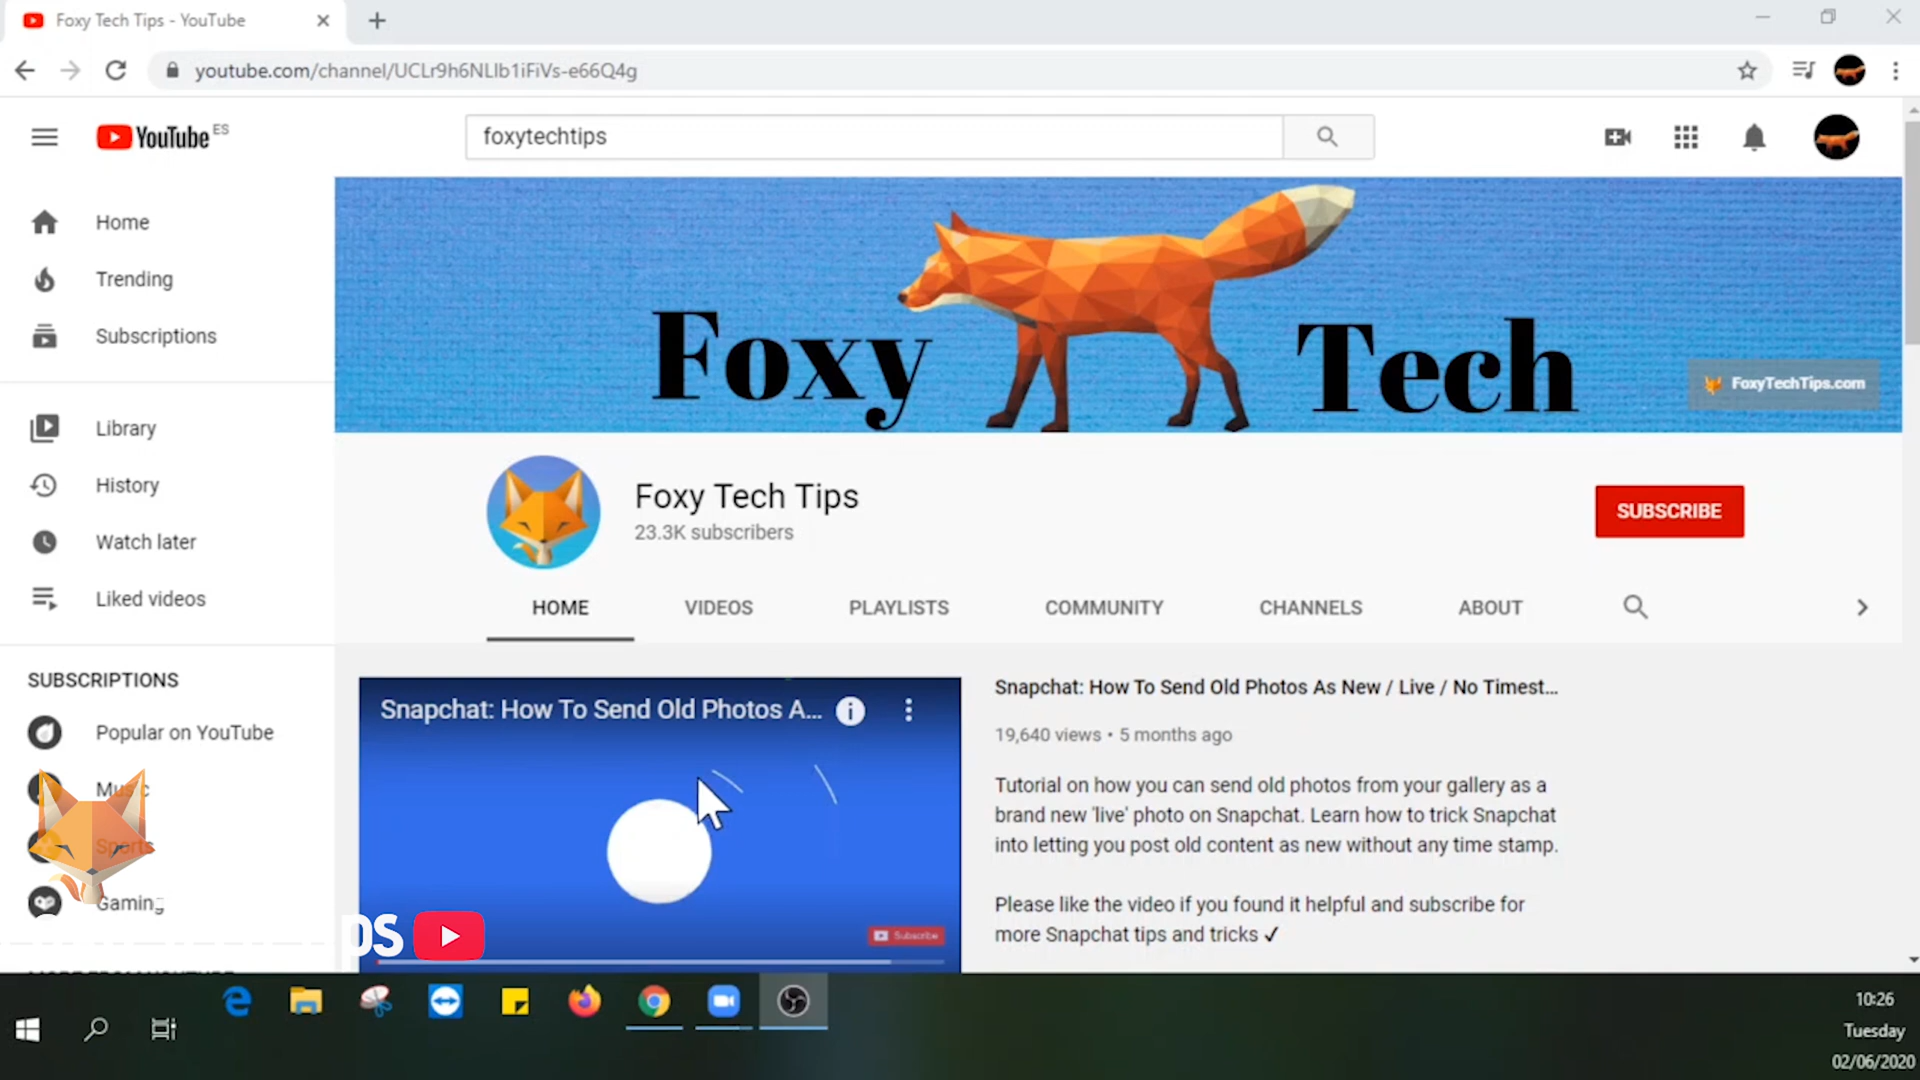 Foxy Tech Tips - YouTube
youtube.com/channel/UCLr9h6NLlb1iFiVs-e66Q4g
YouTube ES
foxytechtips
Home
Trending
Subscriptions
Library
History
Watch later
Liked videos
SUBSCRIPTIONS
Popular on YouTube
Music
Sports
Gaming
Foxy Tech
FoxyTechTips.com
Foxy Tech Tips
23.3K subscribers
SUBSCRIBE
HOME VIDEOS PLAYLISTS COMMUNITY CHANNELS ABOUT
Snapchat: How To Send Old Photos A...
Subscribe
Snapchat: How To Send Old Photos As New / Live / No Timest...
19,640 views • 5 months ago
Tutorial on how you can send old photos from your gallery as a
brand new 'live' photo on Snapchat. Learn how to trick Snapchat
into letting you post old content as new without any time stamp.
Please like the video if you found it helpful and subscribe for
more Snapchat tips and tricks ✓
10:26
Tuesday
02/06/2020